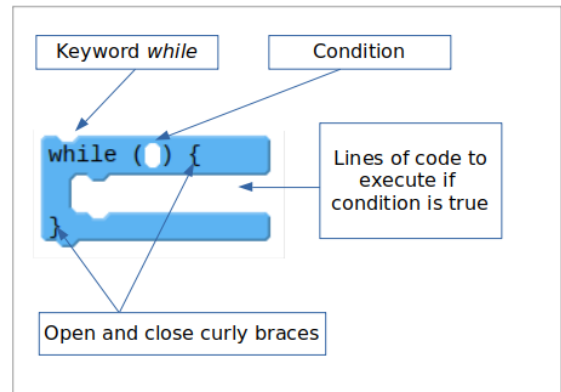 Keyword while
Condition
while ( ) {
Lines of code to
execute if
condition is true
}
Open and close curly braces